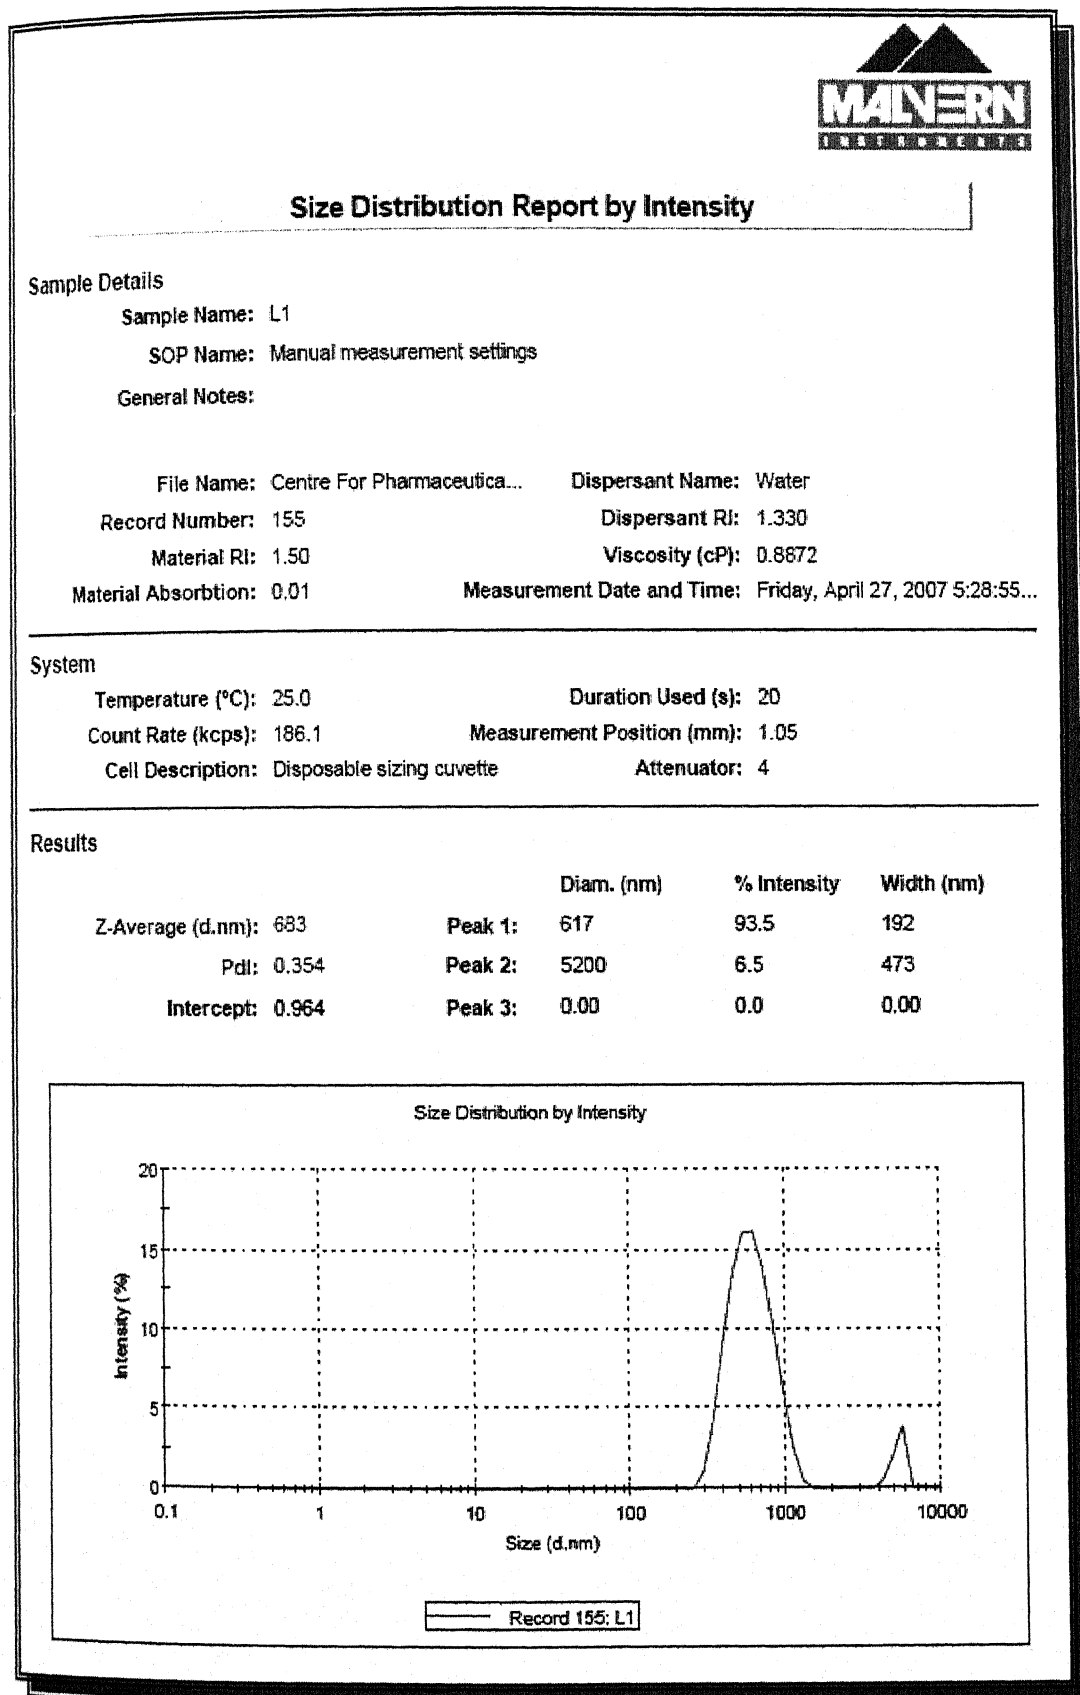 MALVERN
INSTRUMENTS
Size Distribution Report by Intensity
Sample Details
Sample Name: L1
SOP Name: Manual measurement settings
General Notes:
File Name: Centre For Pharmaceutica... Dispersant Name: Water
Record Number: 155 Dispersant RI: 1.330
Material RI: 1.50 Viscosity (cP): 0.8872
Material Absorbtion: 0.01 Measurement Date and Time: Friday, April 27, 2007 5:28:55...
System
Temperature (°C): 25.0 Duration Used (s): 20
Count Rate (kcps): 186.1 Measurement Position (mm): 1.05
Cell Description: Disposable sizing cuvette Attenuator: 4
Results
Diam. (nm) % Intensity Width (nm)
Z-Average (d.nm): 683 Peak 1: 617 93.5 192
PdI: 0.354 Peak 2: 5200 6.5 473
Intercept: 0.964 Peak 3: 0.00 0.0 0.00
Size Distribution by Intensity
20
15
10
5
0
Intensity (%)
0.1 1 10 100 1000 10000
Size (d.nm)
Record 155: L1